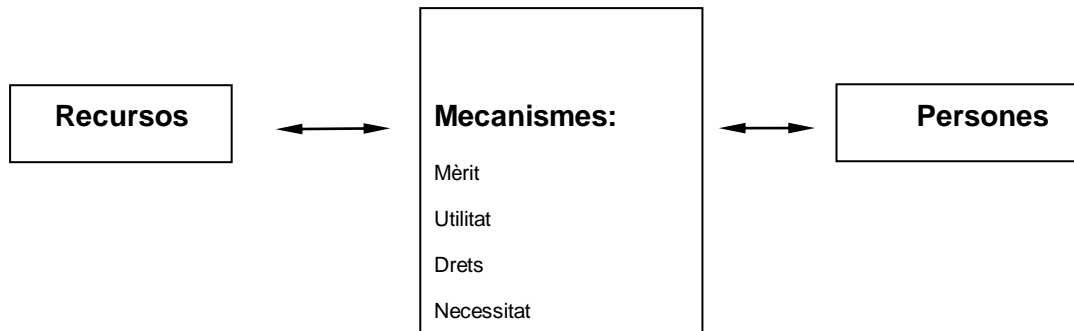 Recursos
Mecanismes:
Mèrit
Utilitat
Drets
Necessitat
Persones